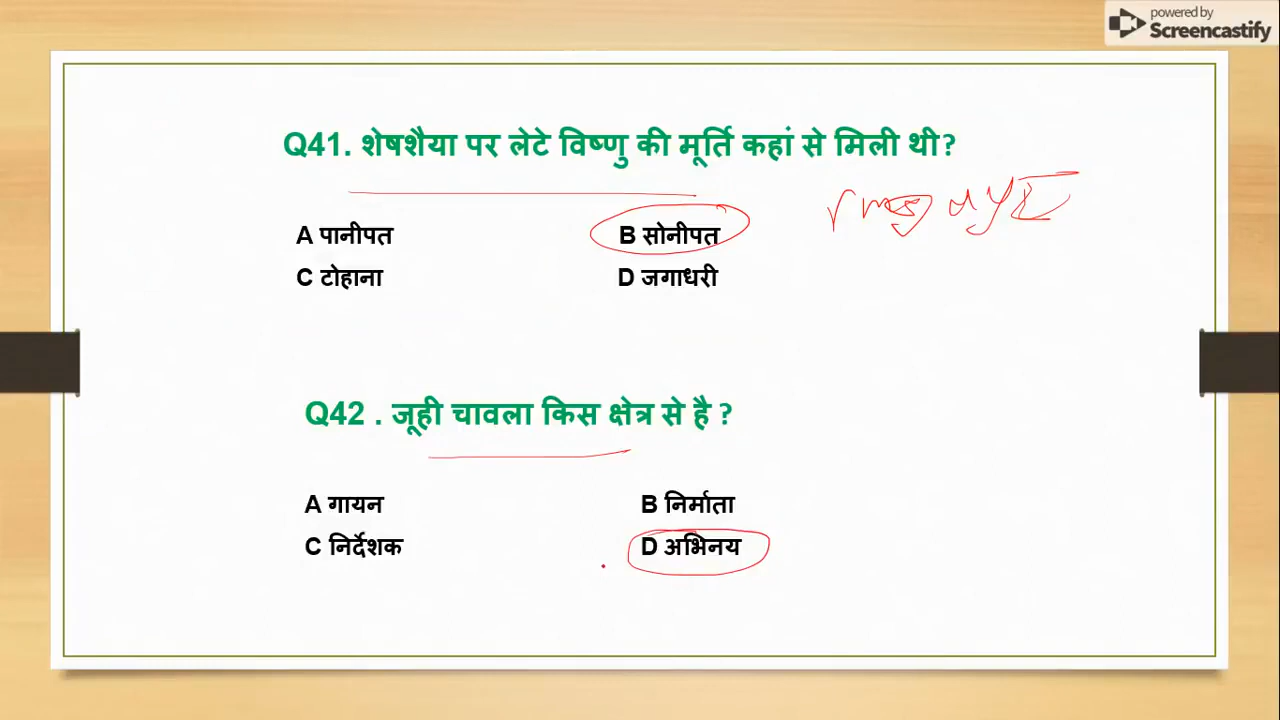 powered by
Screencastify
Q41. शेषशैया पर लेटे विष्णु की मूर्ति कहां से मिली थी?
A पानीपत
B सोनीपत
C टोहाना
D जगाधरी
Q42 . जूही चावला किस क्षेत्र से है ?
A गायन
B निर्माता
C निर्देशक
D अभिनय